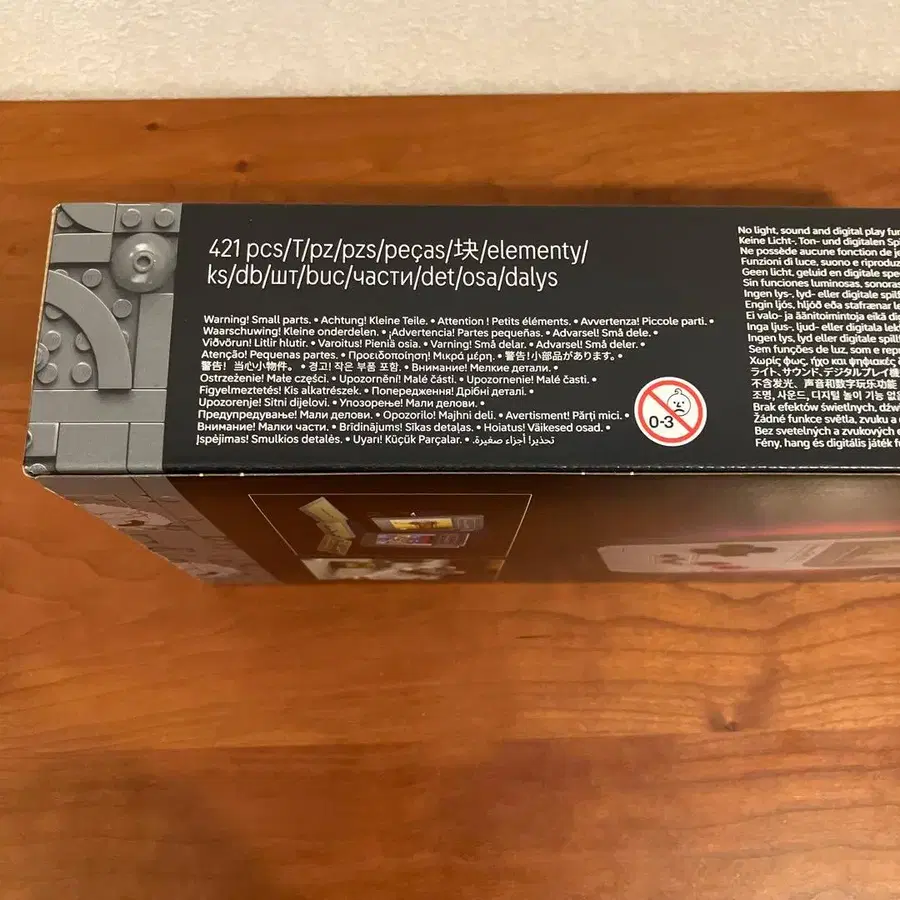 421 pcs/T/pz/pzs/peças/块/elementy/
ks/db/шт/buc/части/det/osa/dalys
Warning! Small parts. • Achtung! Kleine Teile. • Attention ! Petits éléments. • Avvertenza! Piccole parti. •
Waarschuwing! Kleine onderdelen. • ¡Advertencia! Partes pequeñas. • Advarsel! Små dele. •
Viðvörun! Litlir hlutir. • Varoitus! Pieniä osia. • Varning! Små delar. • Advarsel! Små deler. •
Atenção! Pequenas partes. • Προειδοποίηση! Μικρά μέρη. • 警告!小部品があります。 •
警告！当心小物件。 • 경고! 작은 부품 포함. • Внимание! Мелкие детали. •
Ostrzeżenie! Małe części. • Upozornění! Malé části. • Upozornenie! Malé časti. •
Figyelmeztetés! Kis alkatrészek. • Попередження! Дрібні деталі. •
Upozorenje! Sitni dijelovi. • Упозорење! Мали делови. •
Предупредување! Мали делови. • Opozorilo! Majhni deli. • Avertisment! Părți mici. •
Внимание! Малки части. • Brīdinājums! Sīkas detaļas. • Hoiatus! Väikesed osad. •
Įspėjimas! Smulkios detalės. • Uyarı! Küçük Parçalar. • تحذير! أجزاء صغيرة.
0-3
No light, sound and digital play
Keine Licht-, Ton- und digitalen
Ne possède aucune fonction de
Funzioni di luce, suono e
Geen licht, geluid en digitale
Sin funciones luminosas,
Ingen lys-, lyd- eller digitale
Engin ljós, hljóð eða stafrænar
Ei valo- ja äänitoimintoja eikä
Inga ljus-, ljud- eller digitala
Ingen lys, lyd eller digitale
Sem funções de luz, som e
Χωρίς φως, ήχο και ψηφιακές
ライト、サウンド、デジタルプレイ
不含发光、声音和数字玩乐功能
조명, 사운드, 디지털 놀이 기능
Brak efektów świetlnych,
Žádné funkce světla, zvuku a
Bez svetelných a zvukových
Fény, hang és digitális játék